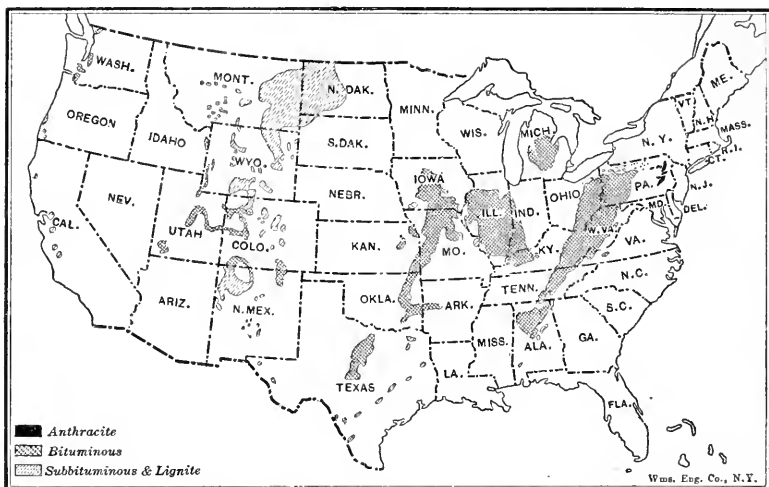 WASH.
MONT.
N. DAK.
MINN.
ME.
VT.
N.H.
OREGON
IDAHO
S.DAK.
WIS.
MICH.
N.Y.
MASS.
CT.
R.I.
WYO.
IOWA
NEBR.
NEV.
UTAH
COLO.
KAN.
MO.
ILL.
IND.
OHIO
PA.
N.J.
MD.
DEL.
W.VA.
VA.
KY.
CAL.
ARIZ.
N.MEX.
OKLA.
ARK.
TENN.
N.C.
S.C.
TEXAS
LA.
MISS.
ALA.
GA.
FLA.
Anthracite
Bituminous
Subbituminous & Lignite
Wms. Eng. Co., N.Y.